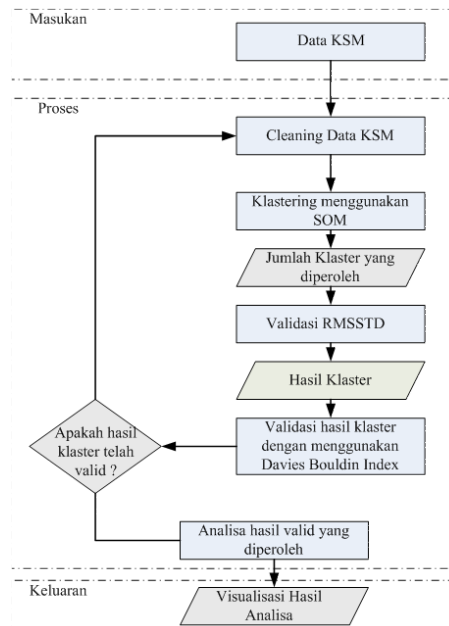 Masukan
Data KSM
Proses
Cleaning Data KSM
Klastering menggunakan
SOM
Jumlah Klaster yang
diperoleh
Validasi RMSSTD
Hasil Klaster
Apakah hasil
klaster telah
valid ?
Validasi hasil klaster
dengan menggunakan
Davies Bouldin Index
Analisa hasil valid yang
diperoleh
Keluaran
Visualisasi Hasil
Analisa